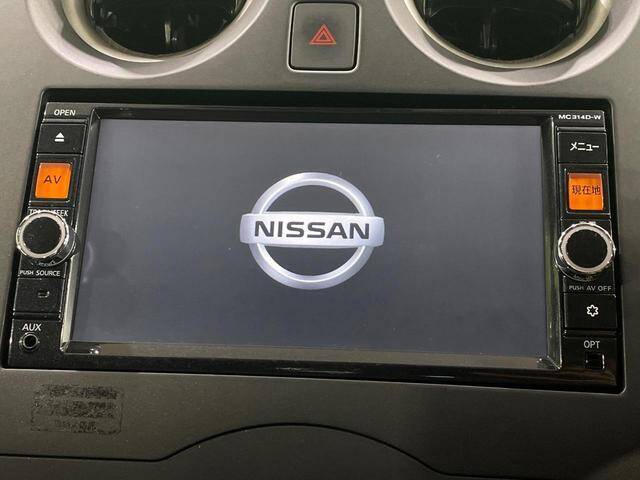 OPEN
MC314D-W
メニュー
AV
現在地
NISSAN
PUSH SOURCE
PUSH AV OFF
AUX
OPT